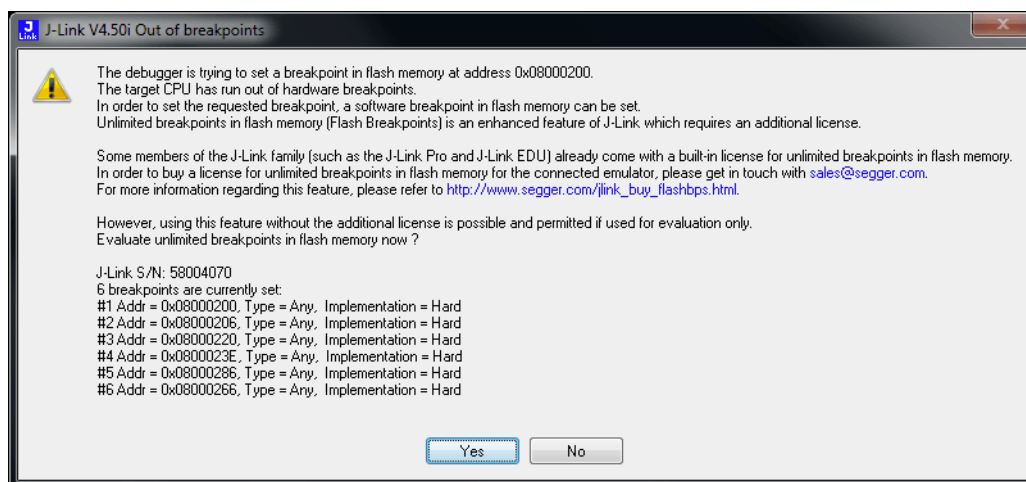 J-Link V4.50i Out of breakpoints
The debugger is trying to set a breakpoint in flash memory at address 0x08000200.
The target CPU has run out of hardware breakpoints.
In order to set the requested breakpoint, a software breakpoint in flash memory can be set.
Unlimited breakpoints in flash memory (Flash Breakpoints) is an enhanced feature of J-Link which requires an additional license.
Some members of the J-Link family (such as the J-Link Pro and J-Link EDU) already come with a built-in license for unlimited breakpoints in flash memory.
In order to buy a license for unlimited breakpoints in flash memory for the connected emulator, please get in touch with sales@segger.com.
For more information regarding this feature, please refer to http://www.segger.com/jlink_buy_flashbps.html.
However, using this feature without the additional license is possible and permitted if used for evaluation only.
Evaluate unlimited breakpoints in flash memory now ?
J-Link S/N: 58004070
6 breakpoints are currently set:
#1 Addr = 0x08000200, Type = Any, Implementation = Hard
#2 Addr = 0x08000206, Type = Any, Implementation = Hard
#3 Addr = 0x08000220, Type = Any, Implementation = Hard
#4 Addr = 0x0800023E, Type = Any, Implementation = Hard
#5 Addr = 0x08000286, Type = Any, Implementation = Hard
#6 Addr = 0x08000266, Type = Any, Implementation = Hard
Yes No